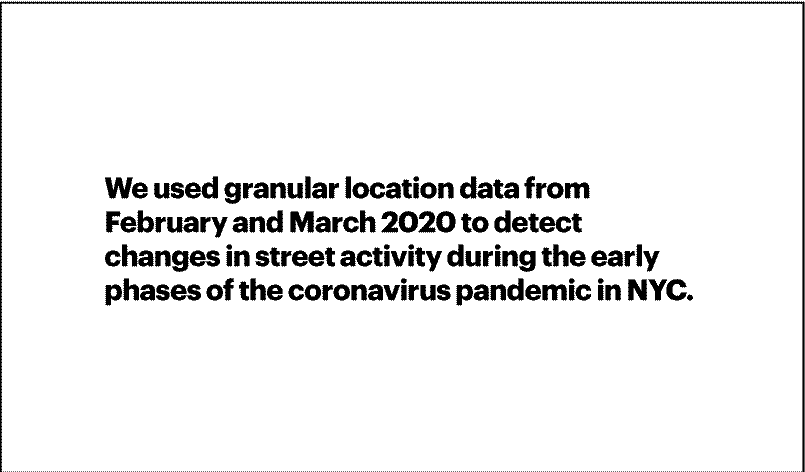 We used granular location data from
February and March 2020 to detect
changes in street activity during the early
phases of the coronavirus pandemic in NYC.